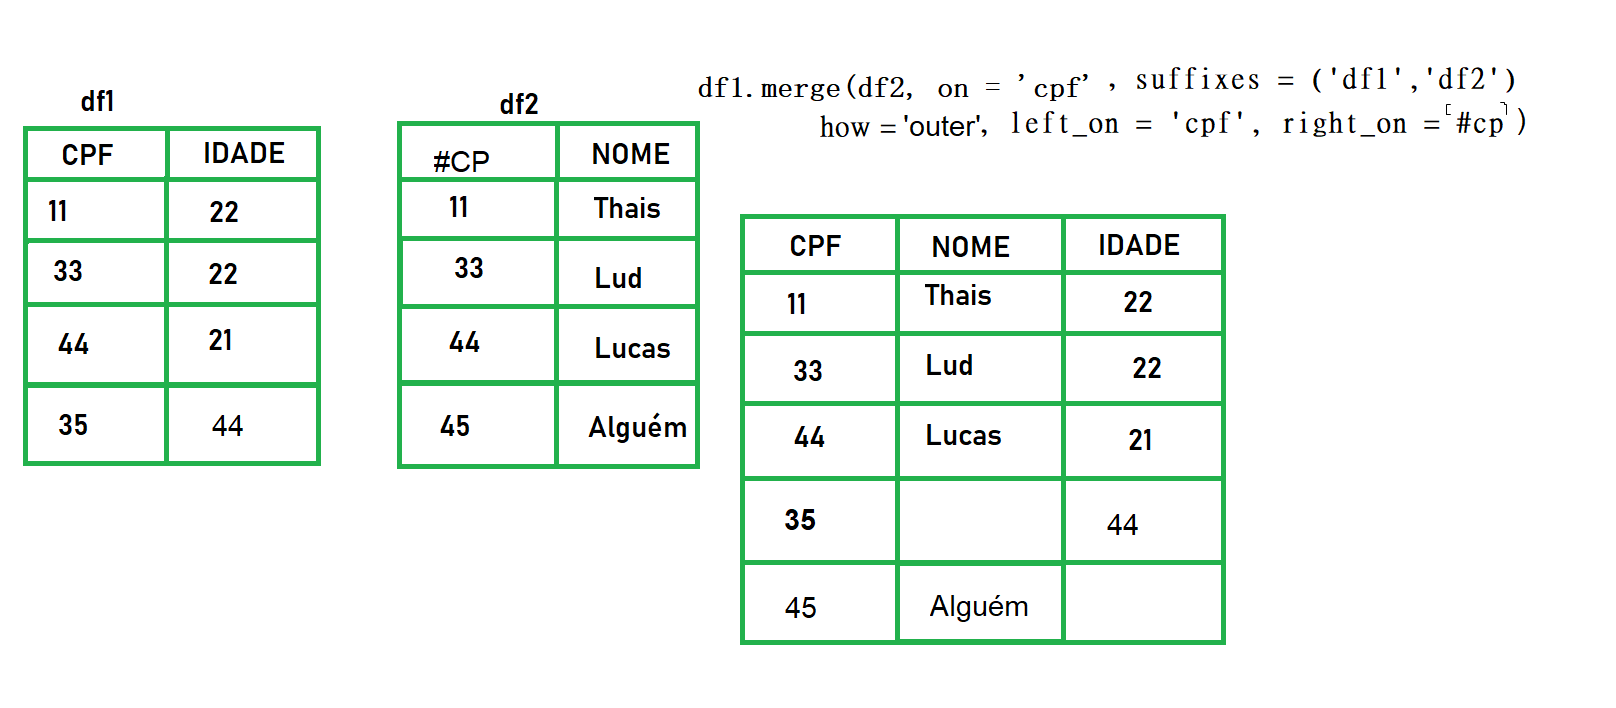 df1
CPF IDADE
11 22
33 22
44 21
35 44
df2
#CP NOME
11 Thais
33 Lud
44 Lucas
45 Alguém
df1.merge(df2, on = 'cpf' , suffixes = ('df1','df2')
how = 'outer', left_on = 'cpf', right_on = '#cp')
CPF NOME IDADE
11 Thais 22
33 Lud 22
44 Lucas 21
35 44
45 Alguém